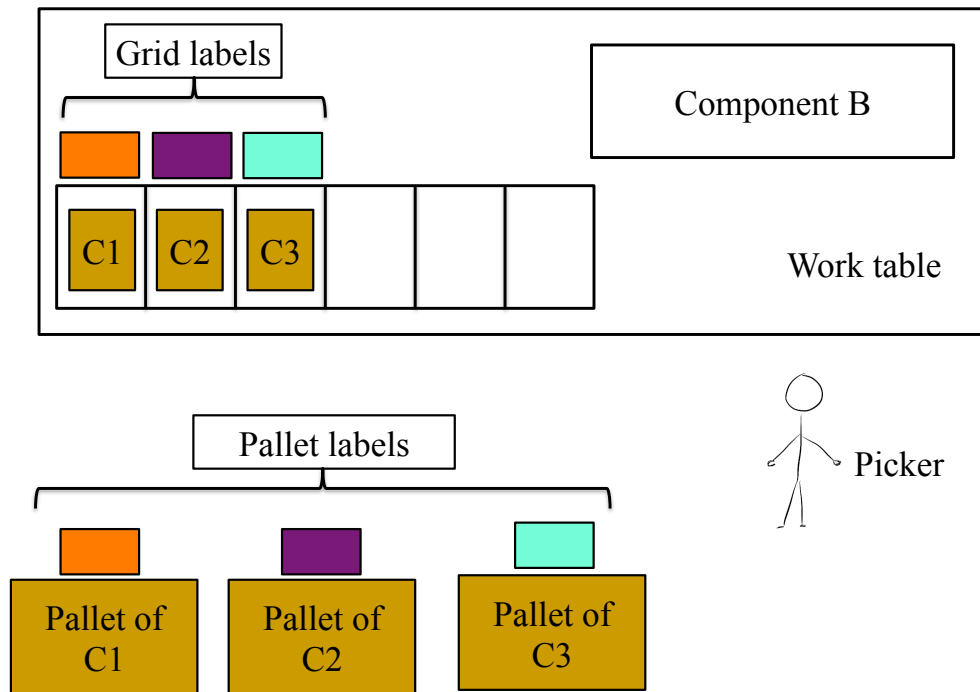 Grid labels
Component B
C1
C2
C3
Work table
Pallet labels
Picker
Pallet of
C1
Pallet of
C2
Pallet of
C3